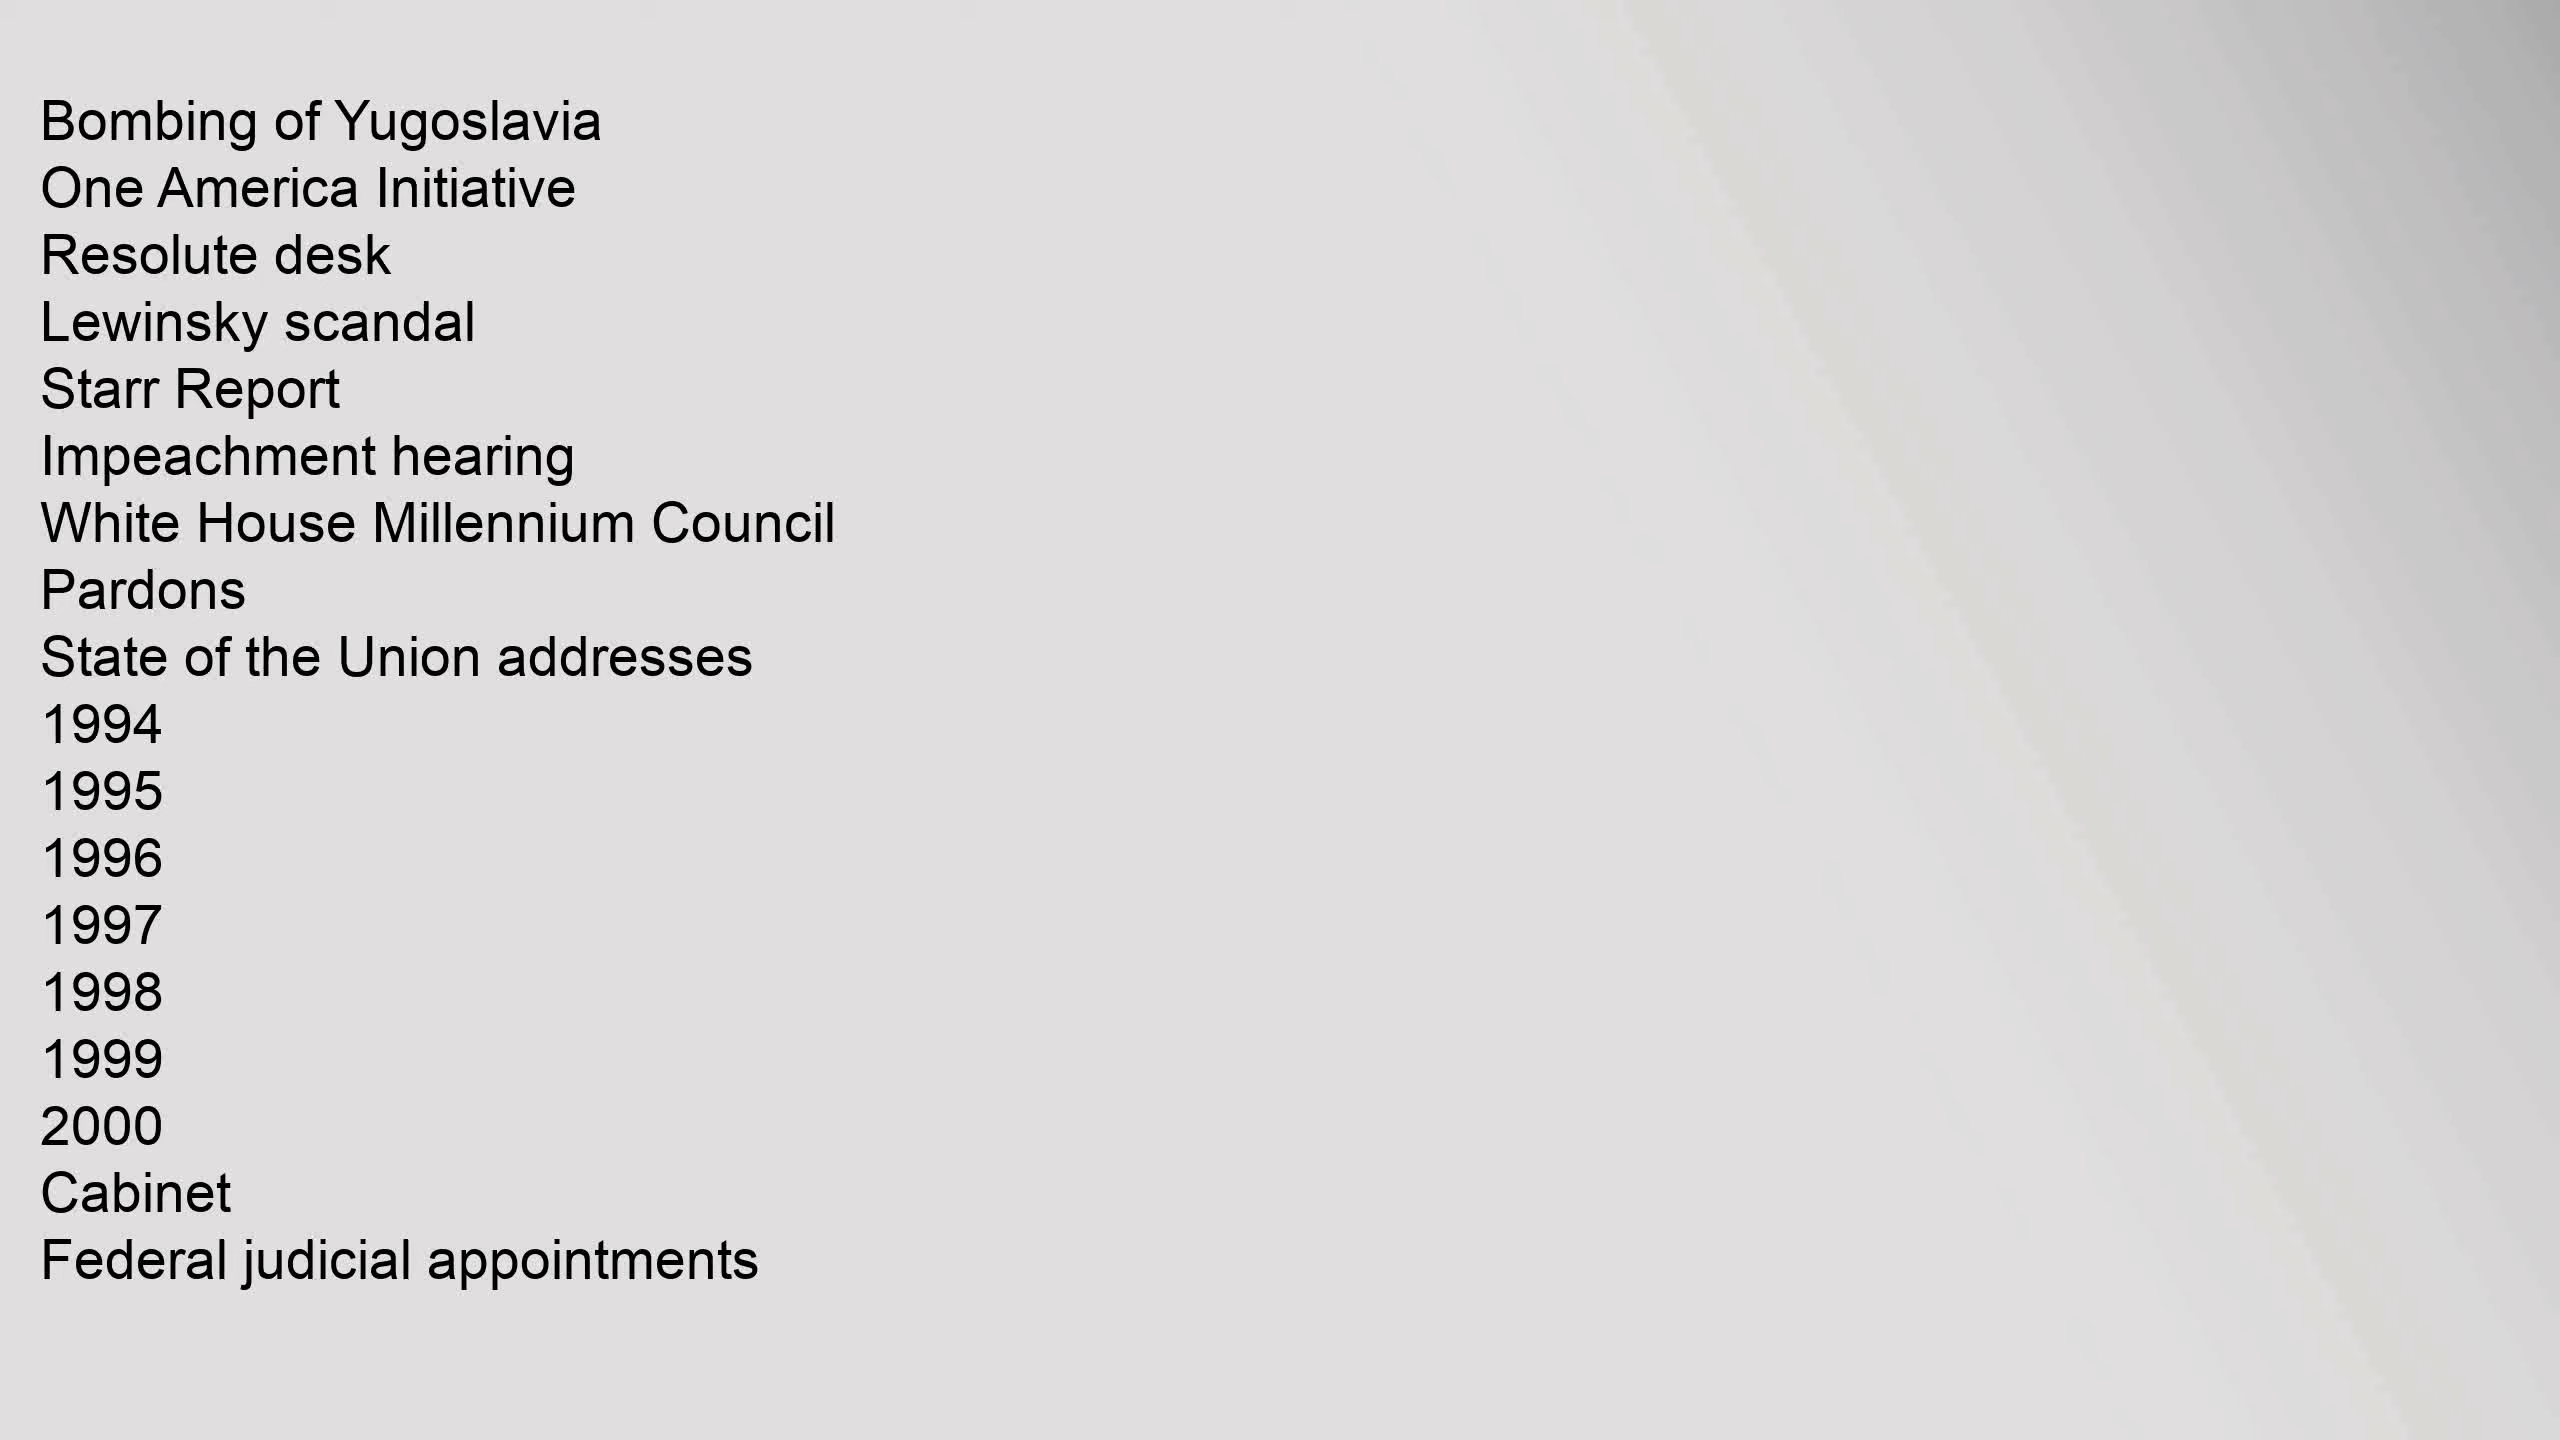 Bombing of Yugoslavia
One America Initiative
Resolute desk
Lewinsky scandal
Starr Report
Impeachment hearing
White House Millennium Council
Pardons
State of the Union addresses
1994
1995
1996
1997
1998
1999
2000
Cabinet
Federal judicial appointments